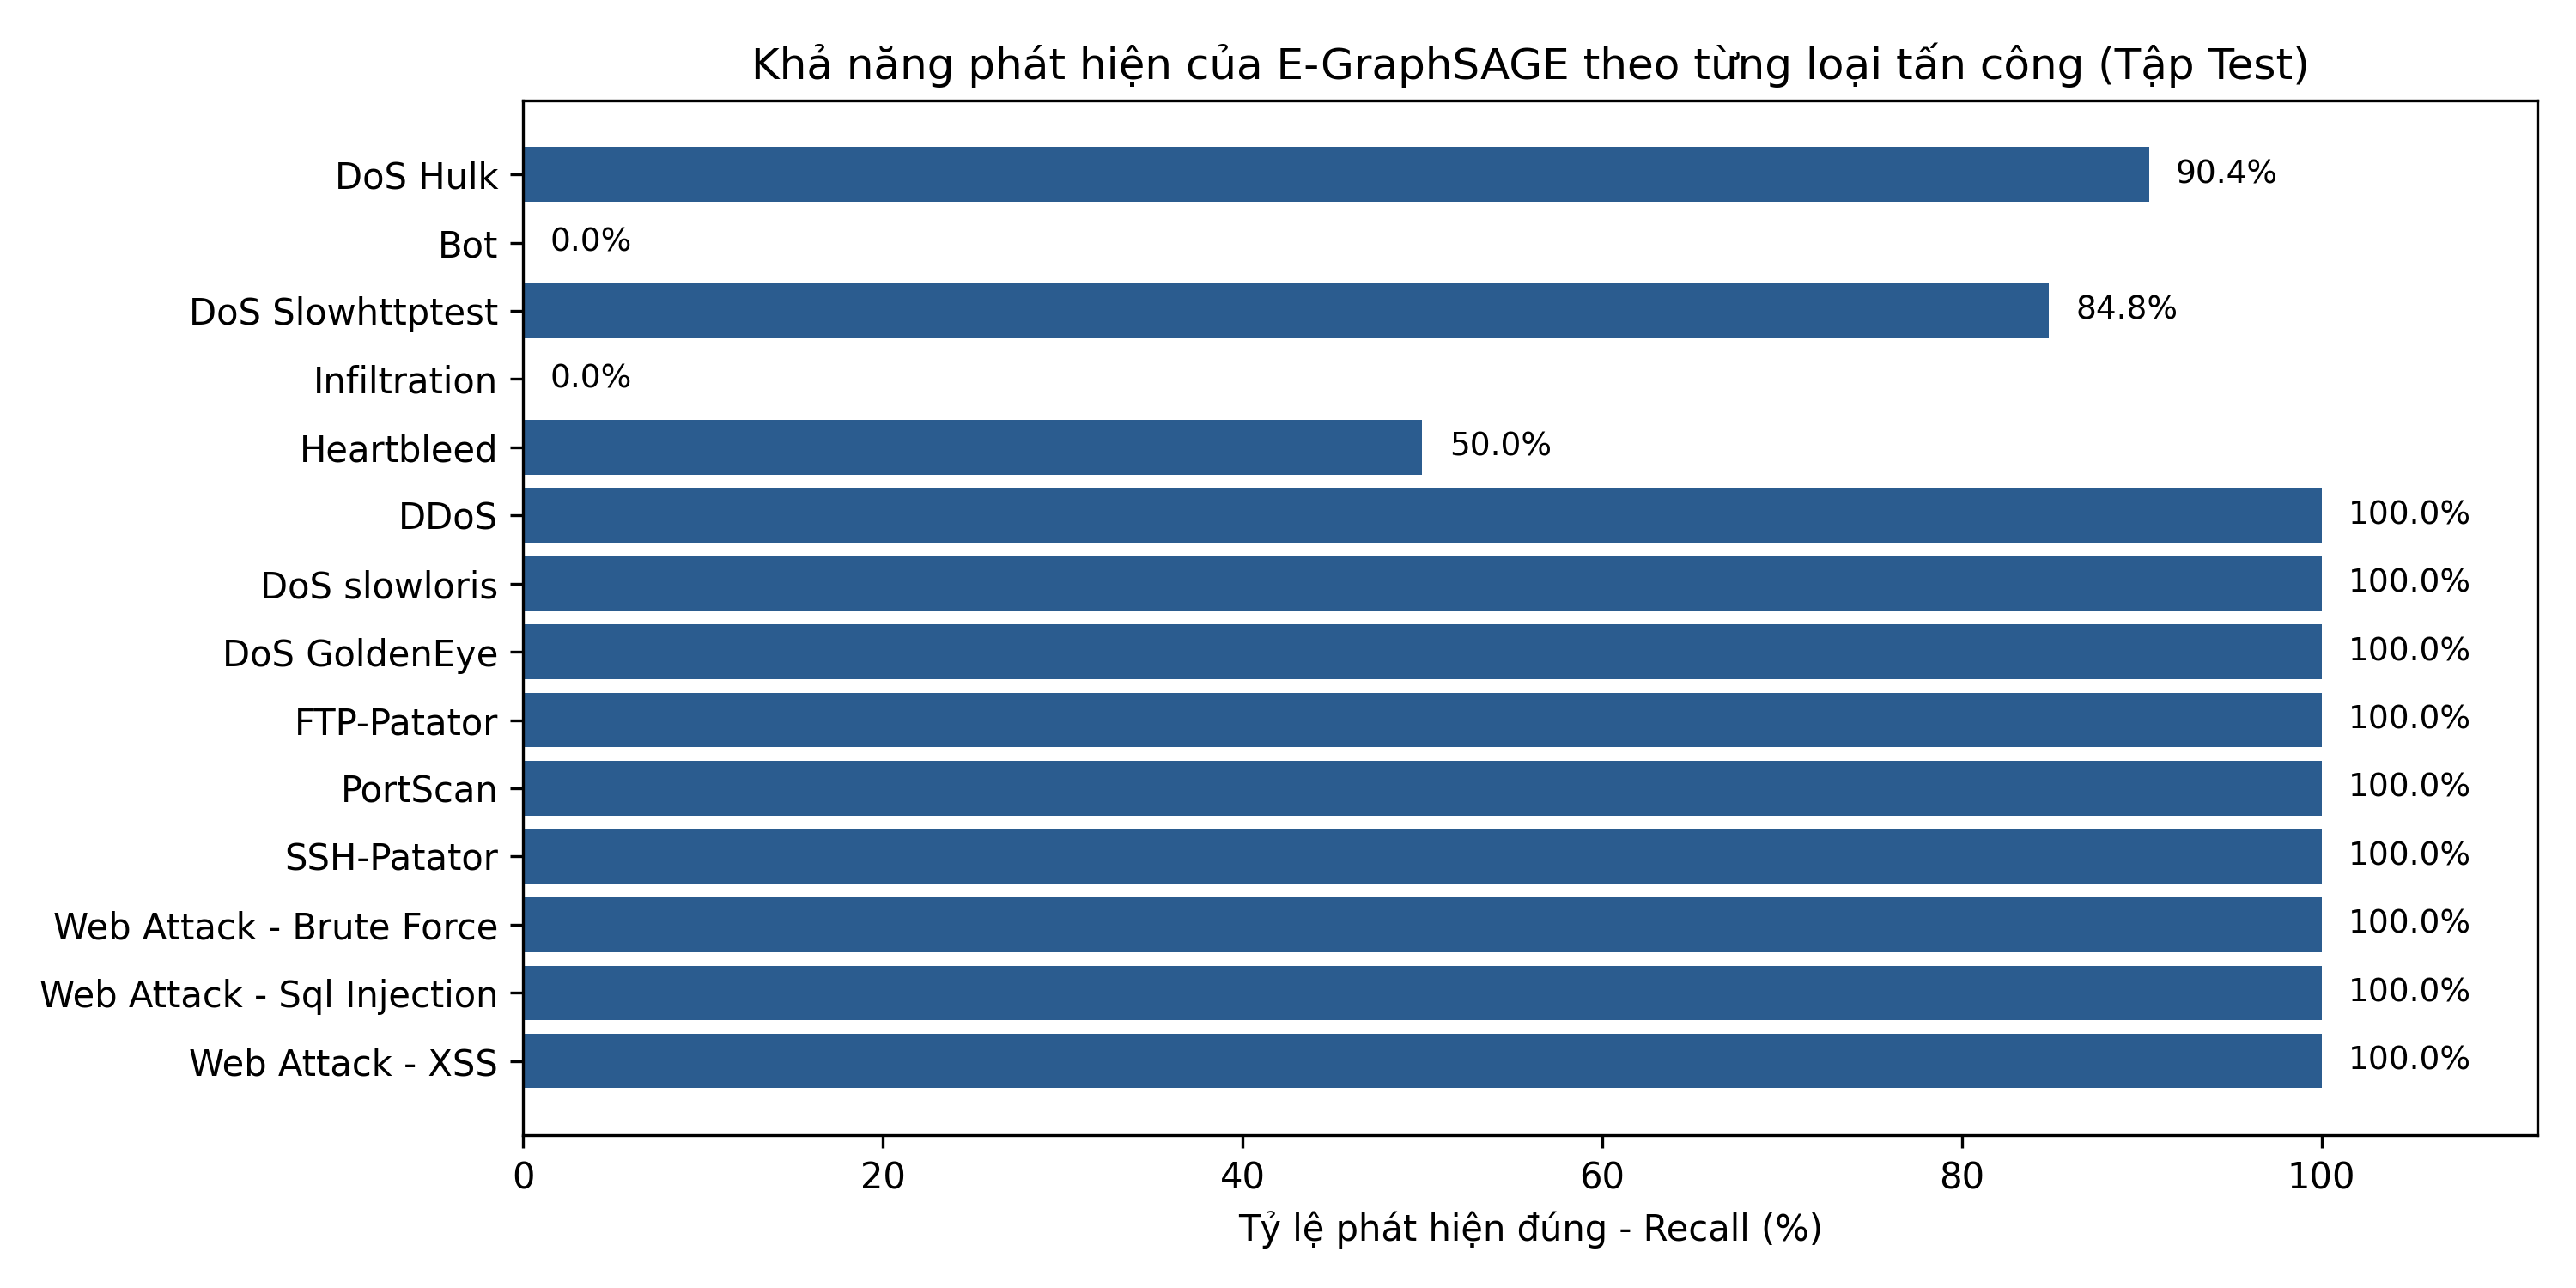 Khả năng phát hiện của E-GraphSAGE theo từng loại tấn công (Tập Test)
DoS Hulk 90.4%
Bot 0.0%
DoS Slowhttptest 84.8%
Infiltration 0.0%
Heartbleed 50.0%
DDoS 100.0%
DoS slowloris 100.0%
DoS GoldenEye 100.0%
FTP-Patator 100.0%
PortScan 100.0%
SSH-Patator 100.0%
Web Attack - Brute Force 100.0%
Web Attack - Sql Injection 100.0%
Web Attack - XSS 100.0%
0 20 40 60 80 100
Tỷ lệ phát hiện đúng - Recall (%)